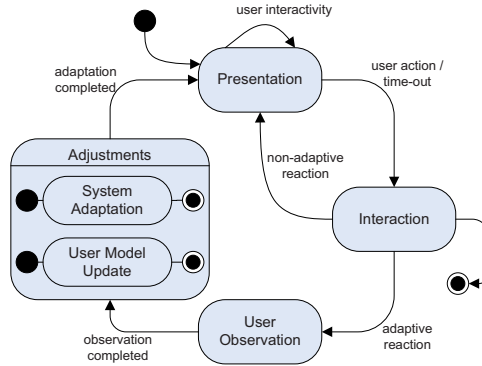 user interactivity
Presentation
user action /
time-out
adaptation
completed
Adjustments
System
Adaptation
User Model
Update
non-adaptive
reaction
Interaction
User
Observation
adaptive
reaction
observation
completed